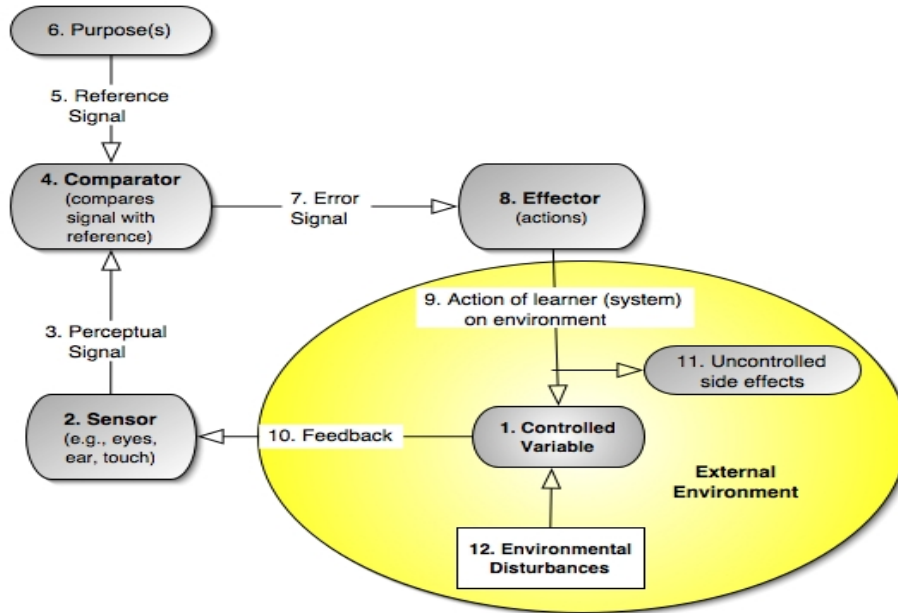 6. Purpose(s)
5. Reference
Signal
4. Comparator
(compares
signal with
reference)
7. Error
Signal
8. Effector
(actions)
9. Action of learner (system)
on environment
3. Perceptual
Signal
11. Uncontrolled
side effects
2. Sensor
(e.g., eyes,
ear, touch)
10. Feedback
1. Controlled
Variable
External
Environment
12. Environmental
Disturbances